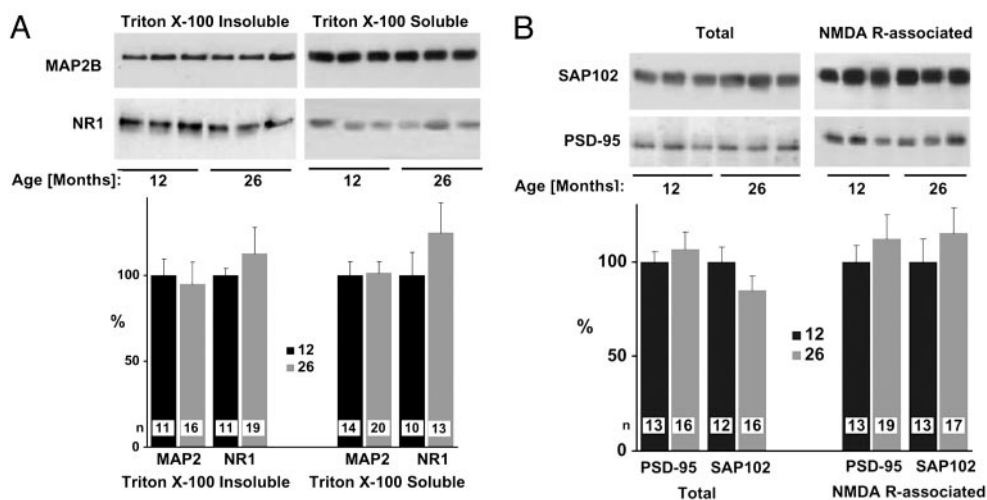 A
Triton X-100 Insoluble
Triton X-100 Soluble
MAP2B
NR1
Age [Months]:
12
26
12
26
100
%
50
0
12
26
n
11
16
11
19
14
20
10
13
MAP2
NR1
MAP2
NR1
Triton X-100 Insoluble
Triton X-100 Soluble
B
Total
NMDA R-associated
SAP102
PSD-95
Age [Months]:
12
26
12
26
100
%
50
0
12
26
n
13
16
12
16
13
19
13
17
PSD-95
SAP102
PSD-95
SAP102
Total
NMDA R-associated